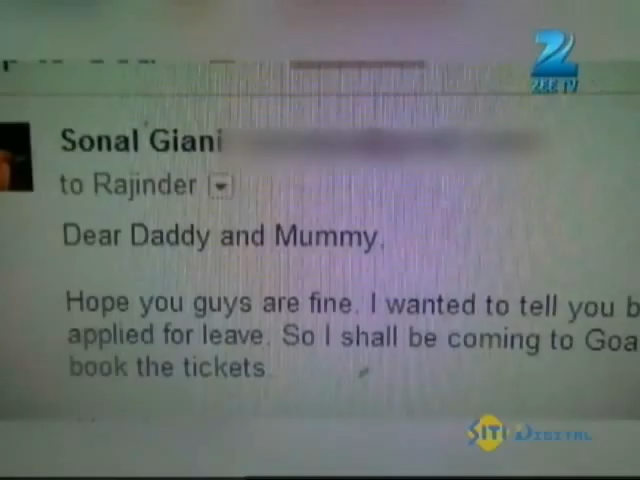 ZEE TV
Sonal Giani
to Rajinder
Dear Daddy and Mummy,
Hope you guys are fine. I wanted to tell you b
applied for leave. So I shall be coming to Goa
book the tickets
SITI DIGITAL